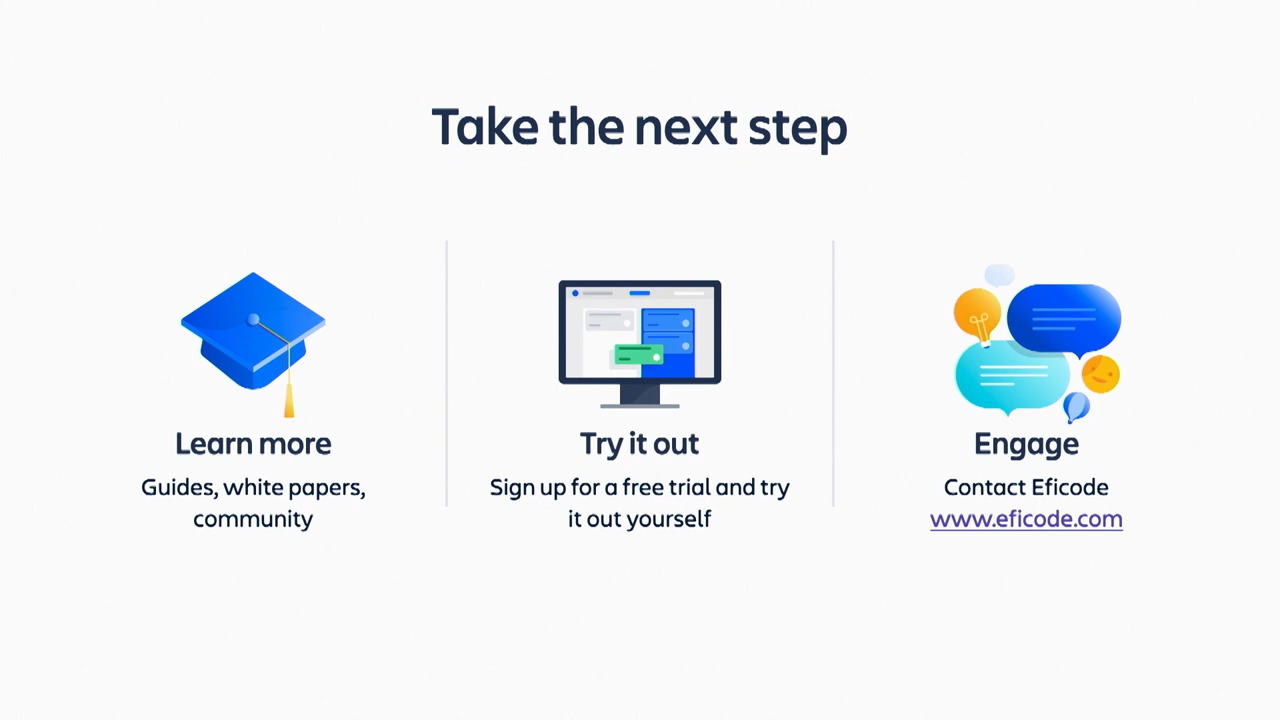 Take the next step
Learn more
Guides, white papers,
community
Try it out
Sign up for a free trial and try
it out yourself
Engage
Contact Eficode
www.eficode.com